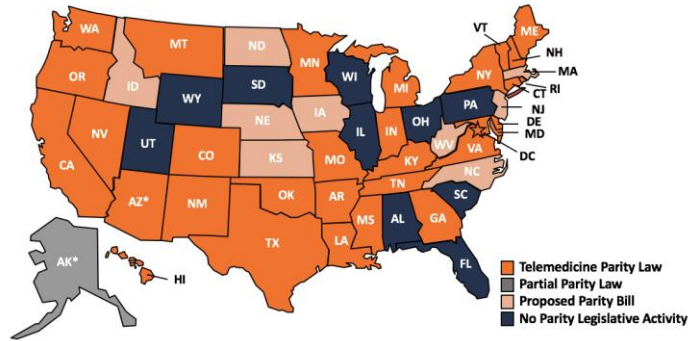 WA
MT
ND
MN
VT
ME
NH
OR
ID
SD
WI
MI
NY
MA
RI
WY
CT
NE
IA
PA
NJ
NV
UT
IL
IN
OH
DE
MD
CA
CO
KS
MO
KY
WV
VA
DC
AZ*
NM
OK
AR
TN
NC
TX
LA
MS
AL
GA
SC
AK*
HI
FL
Telemedicine Parity Law
Partial Parity Law
Proposed Parity Bill
No Parity Legislative Activity